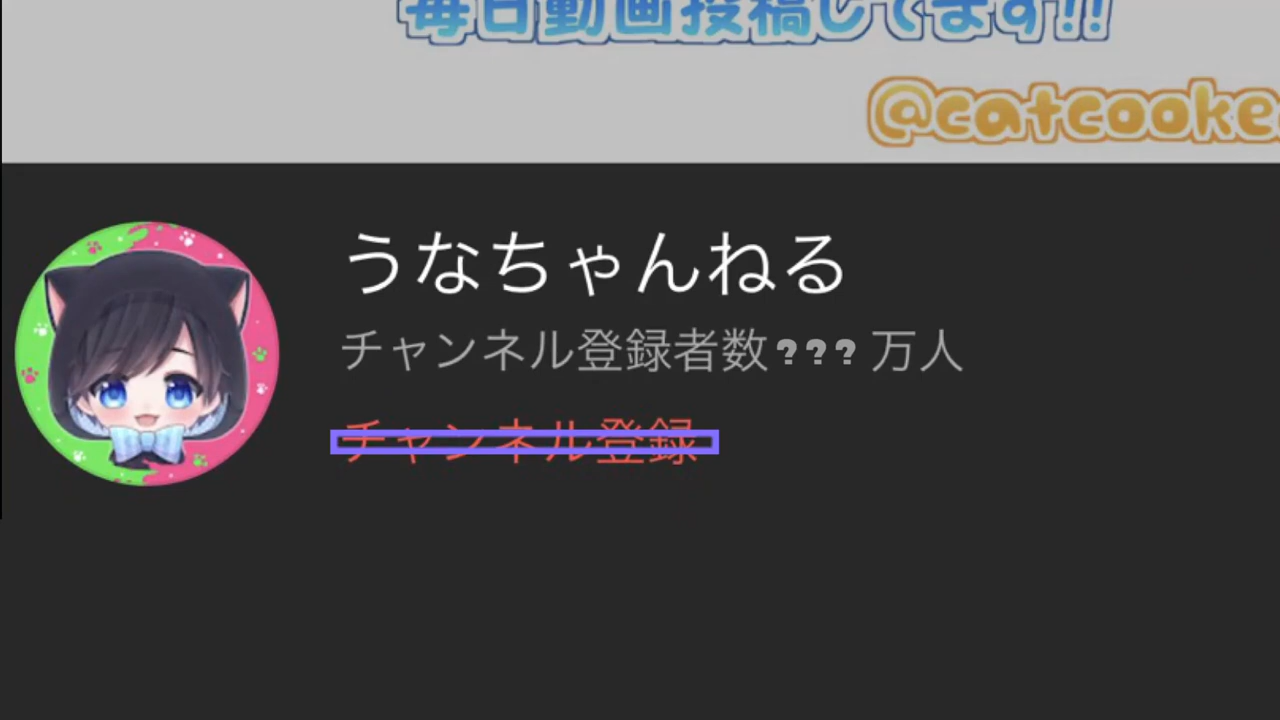 毎日動画投稿してます!!
@catcooke
うなちゃんねる
チャンネル登録者数??? 万人
チャンネル登録